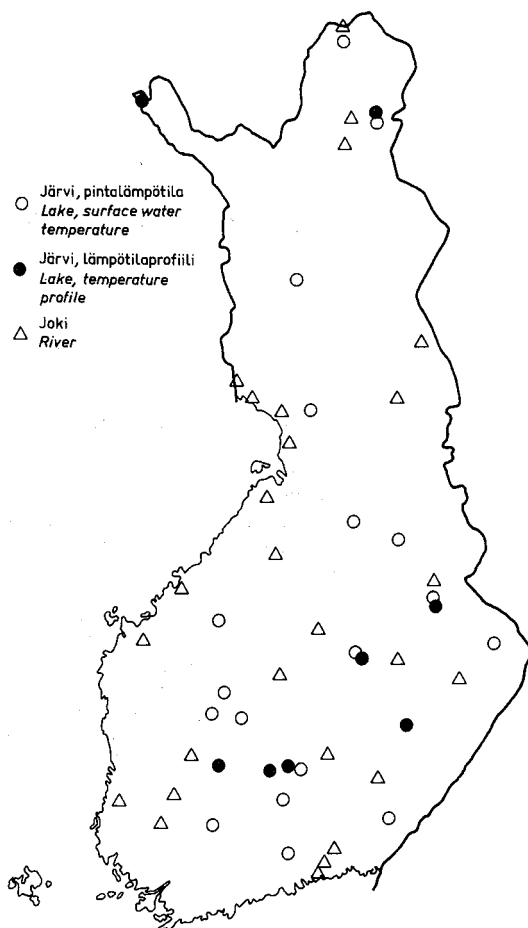 Järvi, pintalämpötila
Lake, surface water
temperature
Järvi, lämpötilaprofiili
Lake, temperature
profile
Joki
River